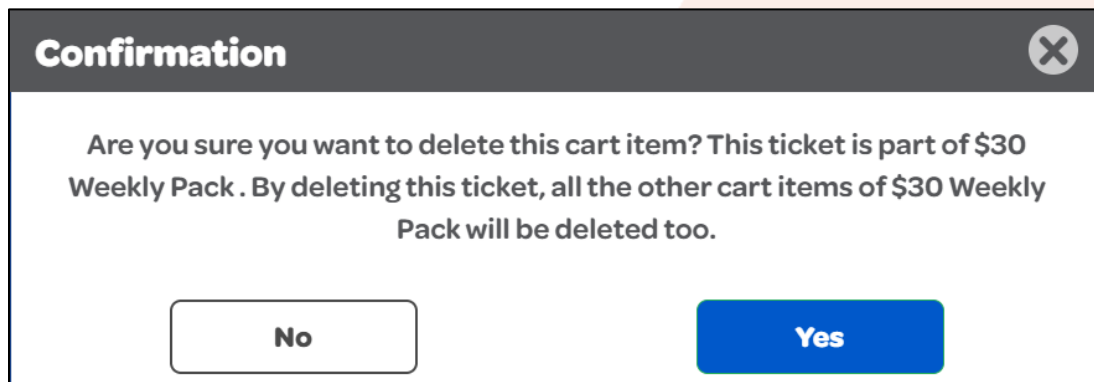 Confirmation
Are you sure you want to delete this cart item? This ticket is part of $30
Weekly Pack . By deleting this ticket, all the other cart items of $30 Weekly
Pack will be deleted too.
No
Yes